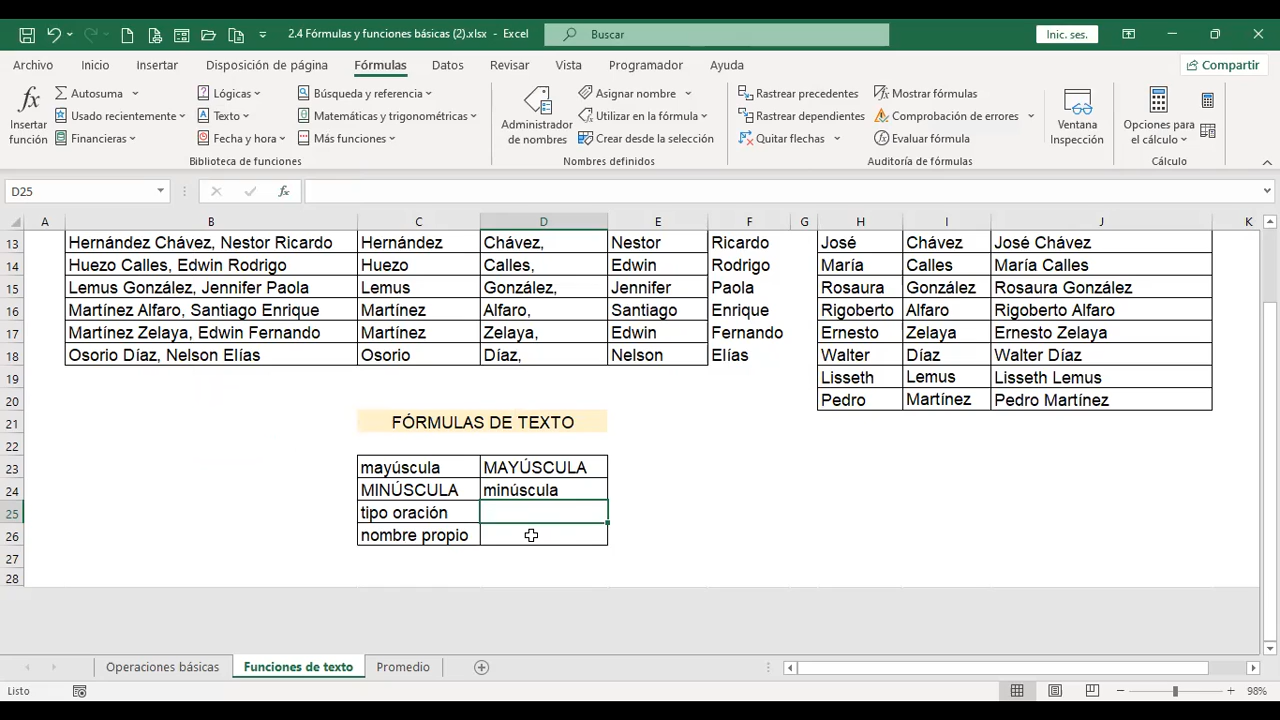 2.4 Fórmulas y funciones básicas (2).xlsx - Excel
Buscar
Inic. ses.
Archivo Inicio Insertar Disposición de página Fórmulas Datos Revisar Vista Programador Ayuda
Compartir
Insertar función
Autosuma
Usado recientemente
Financieras
Lógicas
Texto
Fecha y hora
Búsqueda y referencia
Matemáticas y trigonométricas
Más funciones
Biblioteca de funciones
Administrador de nombres
Asignar nombre
Utilizar en la fórmula
Crear desde la selección
Nombres definidos
Rastrear precedentes
Rastrear dependientes
Quitar flechas
Mostrar fórmulas
Comprobación de errores
Evaluar fórmula
Auditoría de fórmulas
Ventana Inspección
Opciones para el cálculo
Cálculo
D25
fx
A B C D E F G H I J K
13 Hernández Chávez, Nestor Ricardo Hernández Chávez, Nestor Ricardo José Chávez José Chávez
14 Huezo Calles, Edwin Rodrigo Huezo Calles, Edwin Rodrigo María Calles María Calles
15 Lemus González, Jennifer Paola Lemus González, Jennifer Paola Rosaura González Rosaura González
16 Martínez Alfaro, Santiago Enrique Martínez Alfaro, Santiago Enrique Rigoberto Alfaro Rigoberto Alfaro
17 Martínez Zelaya, Edwin Fernando Martínez Zelaya, Edwin Fernando Ernesto Zelaya Ernesto Zelaya
18 Osorio Díaz, Nelson Elías Osorio Díaz, Nelson Elías Walter Díaz Walter Díaz
19 Lisseth Lemus Lisseth Lemus
20 Pedro Martínez Pedro Martínez
21 FÓRMULAS DE TEXTO
22
23 mayúscula MAYÚSCULA
24 MINÚSCULA minúscula
25 tipo oración
26 nombre propio
27
28
Operaciones básicas Funciones de texto Promedio
Listo
98%